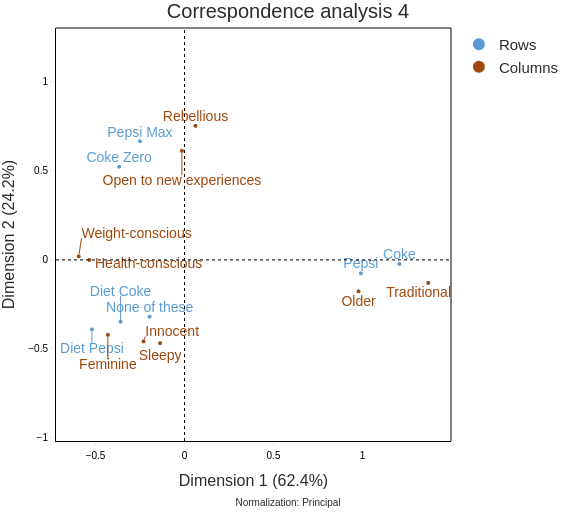 Correspondence analysis 4
Rows
Columns
1
0.5
0
−0.5
−1
Dimension 2 (24.2%)
Rebellious
Pepsi Max
Coke Zero
Open to new experiences
Weight-conscious
Health-conscious
Coke
Pepsi
Traditional
Older
Diet Coke
None of these
Innocent
Diet Pepsi
Sleepy
Feminine
−0.5
0
0.5
1
Dimension 1 (62.4%)
Normalization: Principal